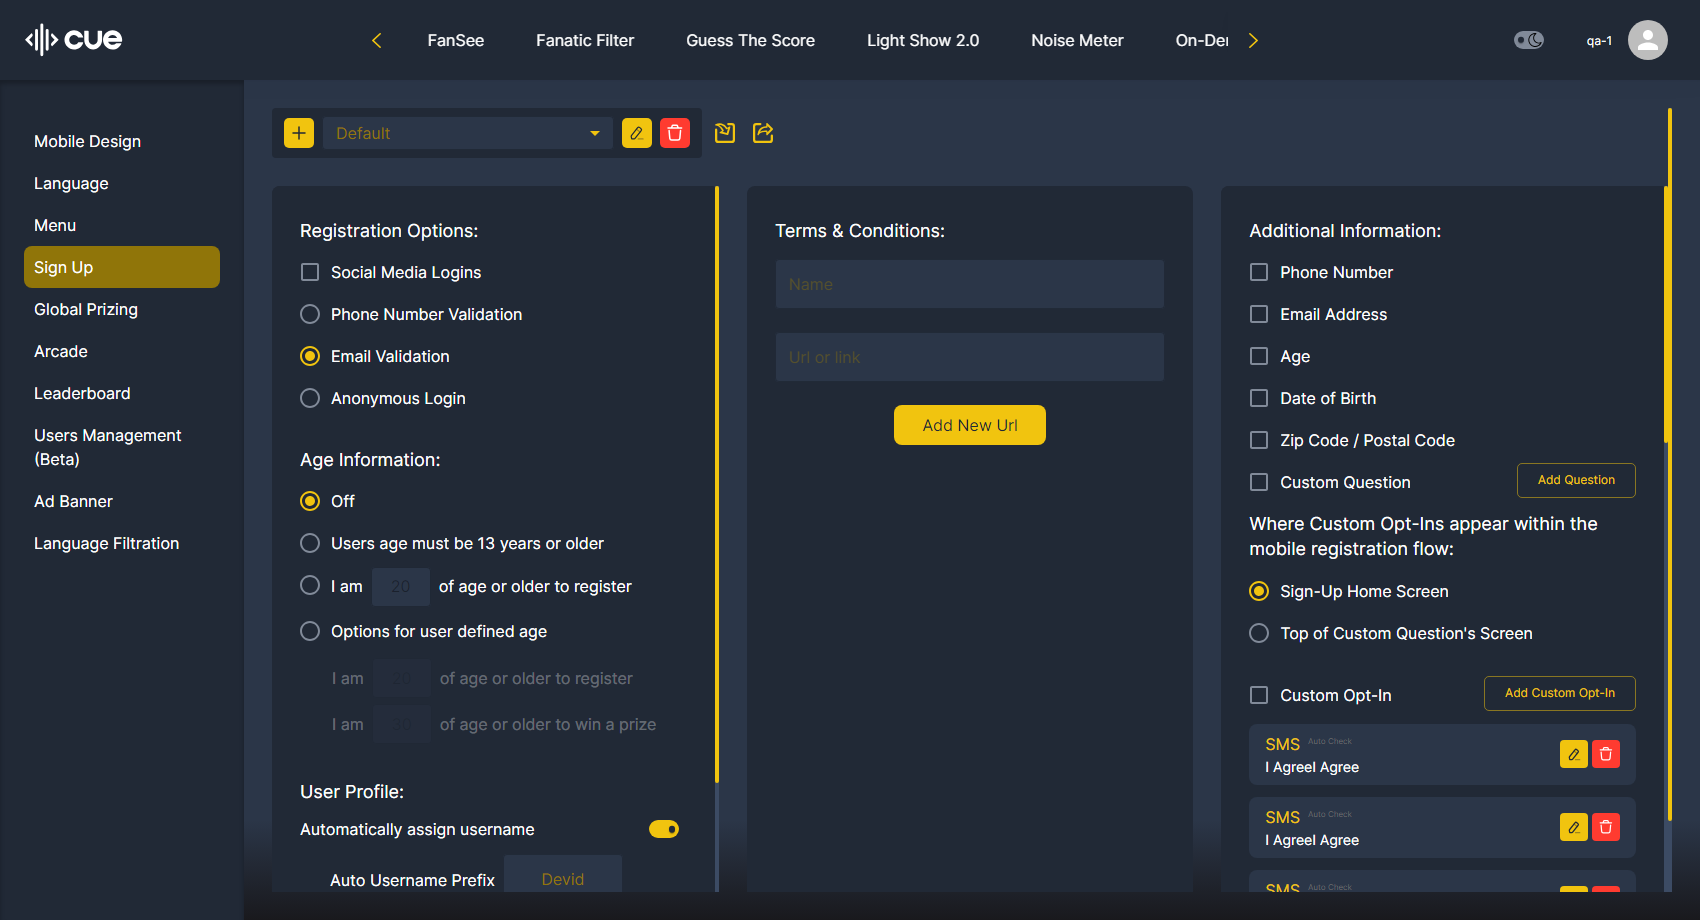 cue
FanSee
Fanatic Filter
Guess The Score
Light Show 2.0
Noise Meter
On-Der
qa-1
Mobile Design
Language
Menu
Sign Up
Global Prizing
Arcade
Leaderboard
Users Management
(Beta)
Ad Banner
Language Filtration
Default
Registration Options:
Social Media Logins
Phone Number Validation
Email Validation
Anonymous Login
Age Information:
Off
Users age must be 13 years or older
I am 20 of age or older to register
Options for user defined age
I am 20 of age or older to register
I am of age or older to win a prize
User Profile:
Automatically assign username
Auto Username Prefix Devid
Terms & Conditions:
Name
Url or link
Add New Url
Additional Information:
Phone Number
Email Address
Age
Date of Birth
Zip Code / Postal Code
Custom Question Add Question
Where Custom Opt-Ins appear within the
mobile registration flow:
Sign-Up Home Screen
Top of Custom Question's Screen
Custom Opt-In Add Custom Opt-In
SMS Auto Check
I AgreeI Agree
SMS Auto Check
I AgreeI Agree
SMS Auto Check